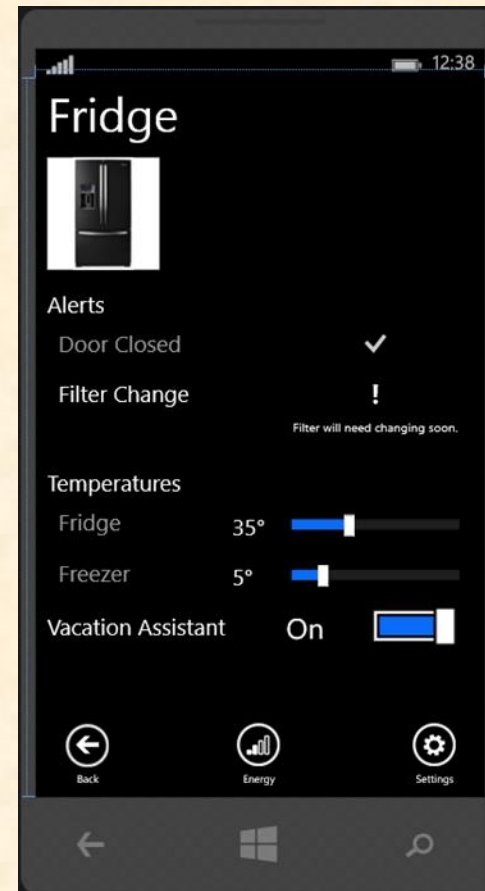 12:38
Fridge
Alerts
Door Closed
Filter Change !
Filter will need changing soon.
Temperatures
Fridge 35°
Freezer 5°
Vacation Assistant On
Back Energy Settings